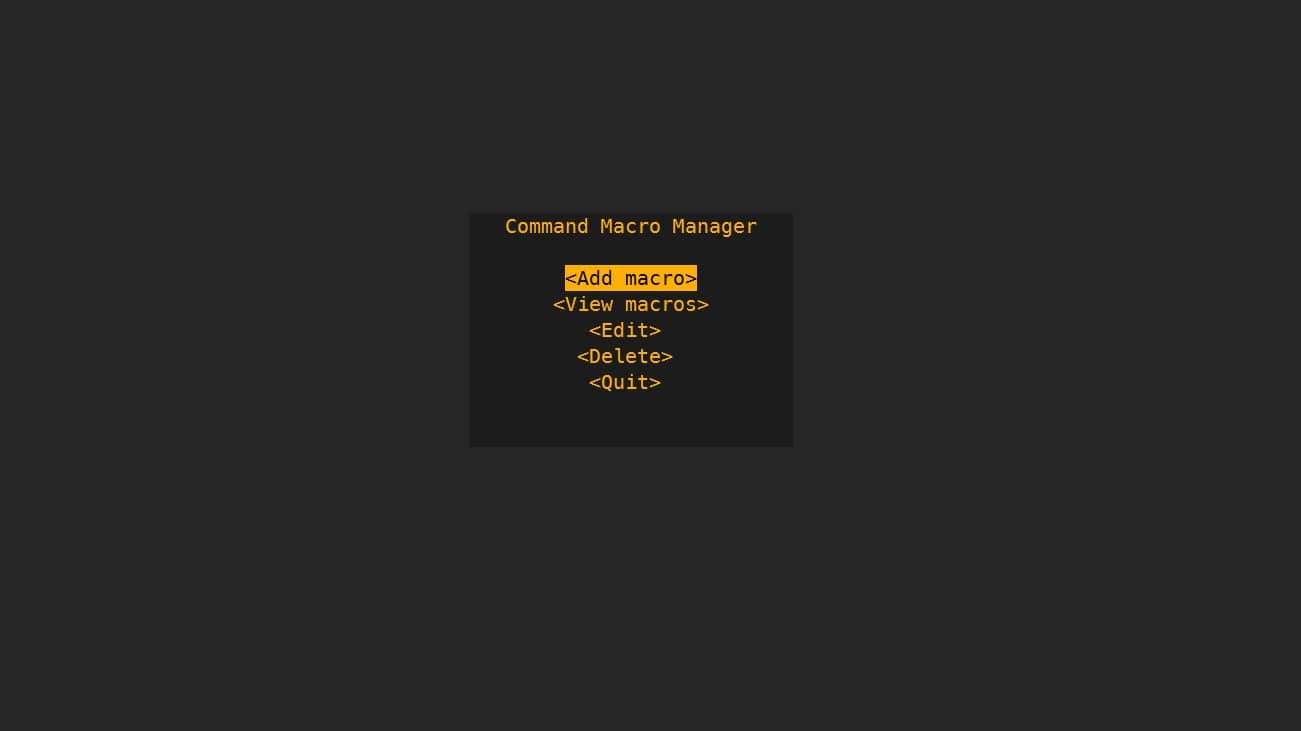 Command Macro Manager
<Add macro>
<View macros>
<Edit>
<Delete>
<Quit>